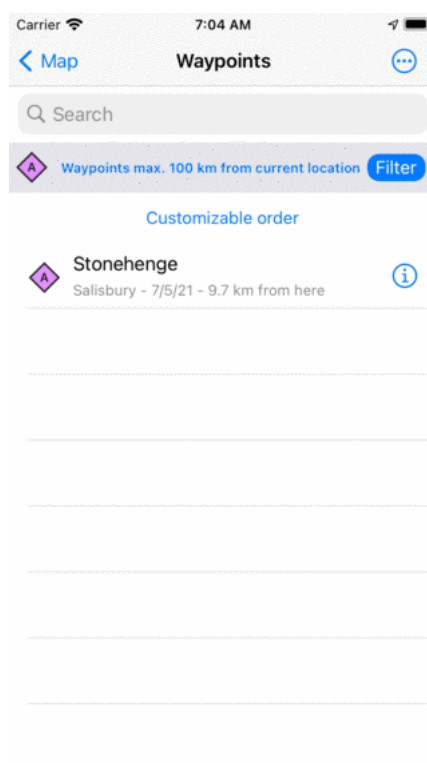 Carrier 7:04 AM
Map Waypoints
Search
A Waypoints max. 100 km from current location Filter
Customizable order
Stonehenge
A
Salisbury - 7/5/21 - 9.7 km from here